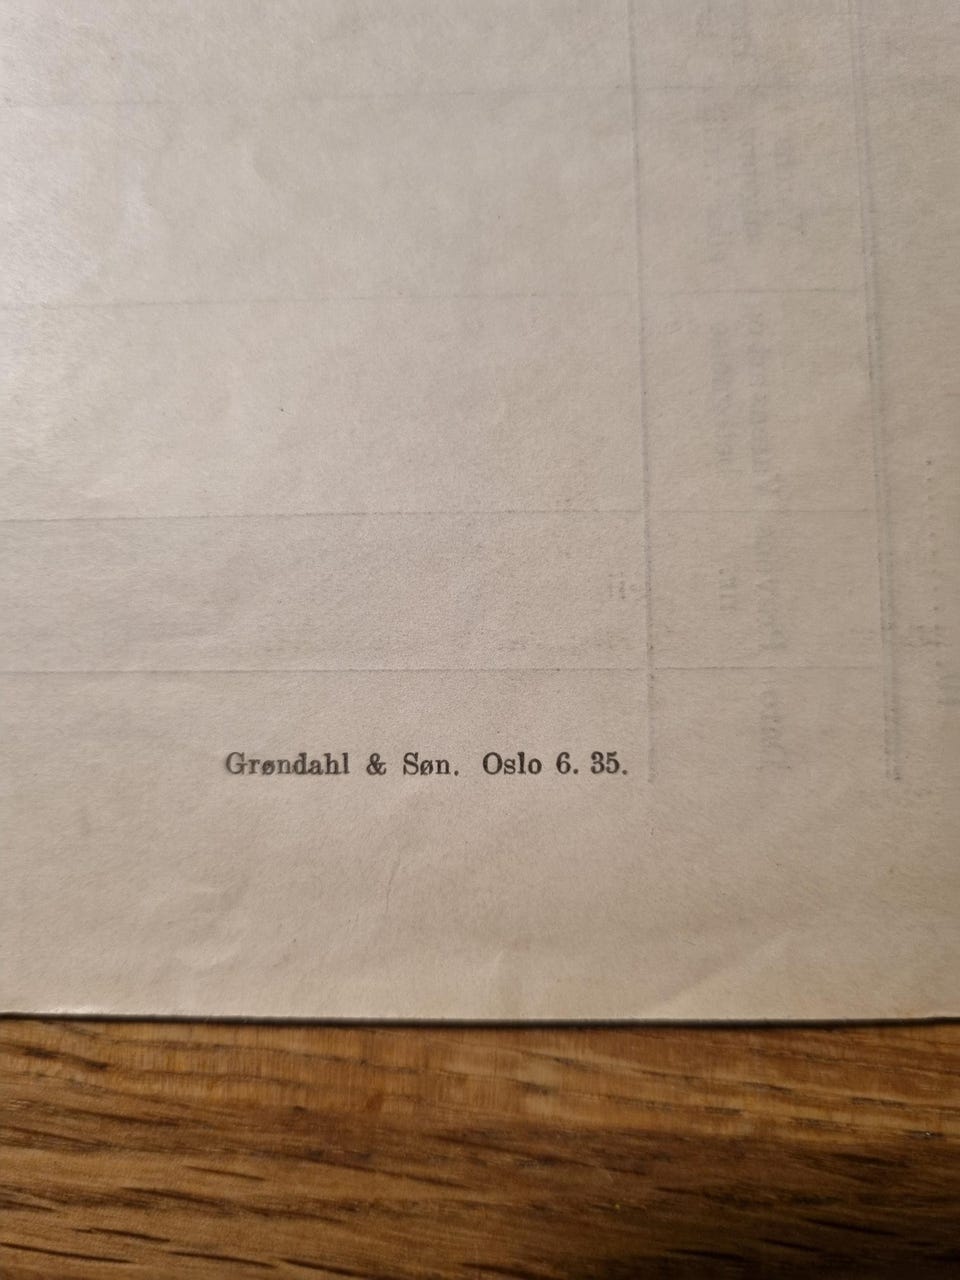 Grøndahl & Søn. Oslo 6. 35.